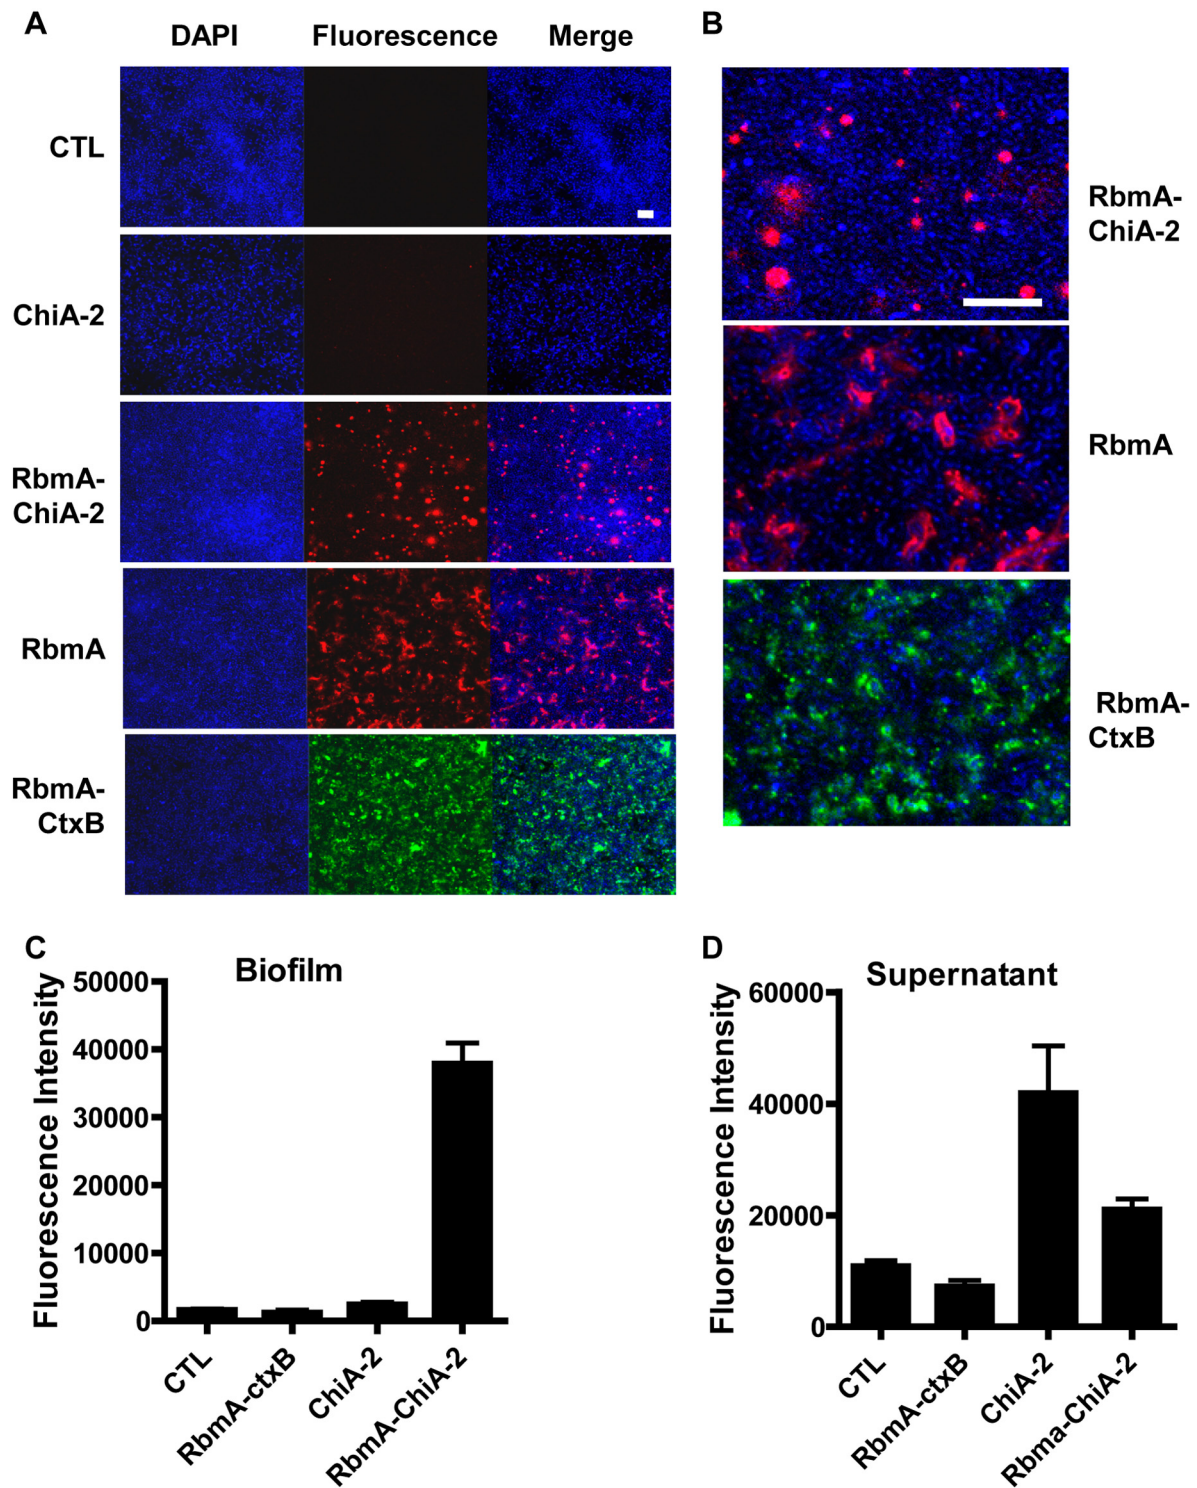 A
DAPI
Fluorescence
Merge
CTL
ChiA-2
RbmA-
ChiA-2
RbmA
RbmA-
CtxB
B
RbmA-
ChiA-2
RbmA
RbmA-
CtxB
C
Biofilm
Fluorescence Intensity
50000
40000
30000
20000
10000
0
CTL
RbmA-ctxB
ChiA-2
RbmA-ChiA-2
D
Supernatant
Fluorescence Intensity
60000
40000
20000
0
CTL
RbmA-ctxB
ChiA-2
Rbma-ChiA-2